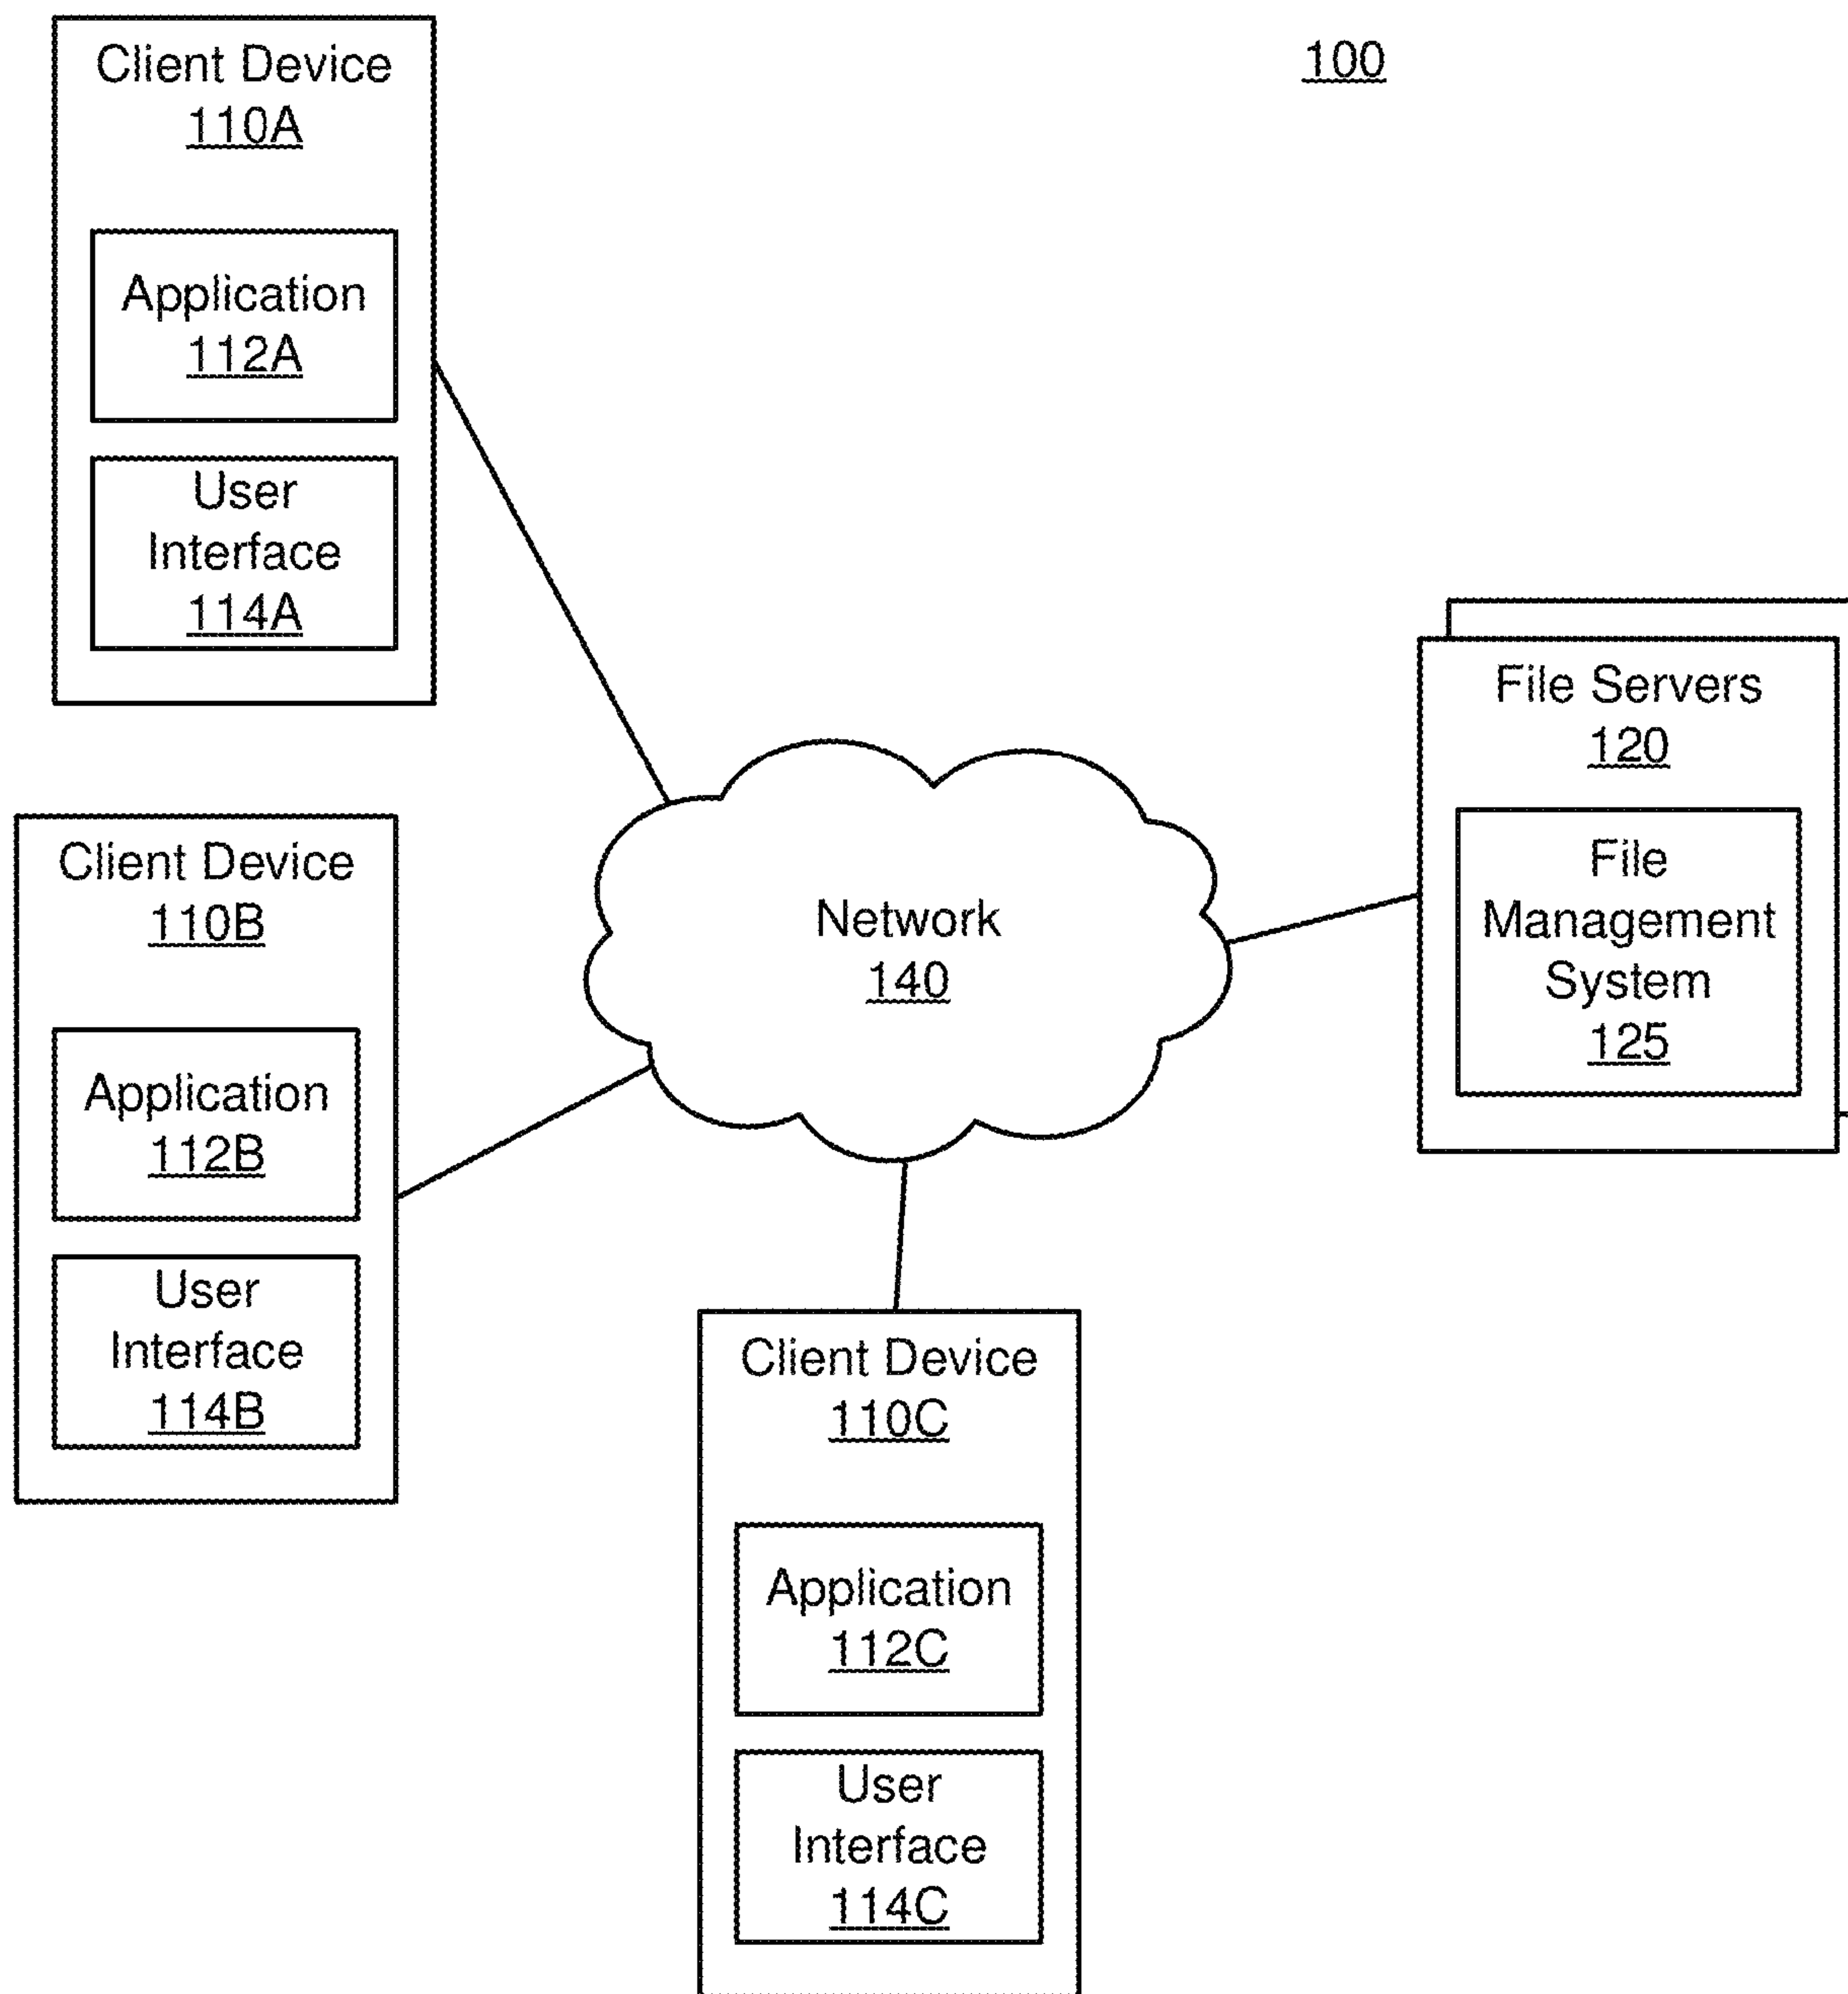 100
Client Device
110A
Application
112A
User
Interface
114A
Client Device
110B
Application
112B
User
Interface
114B
Network
140
File Servers
120
File
Management
System
125
Client Device
110C
Application
112C
User
Interface
114C